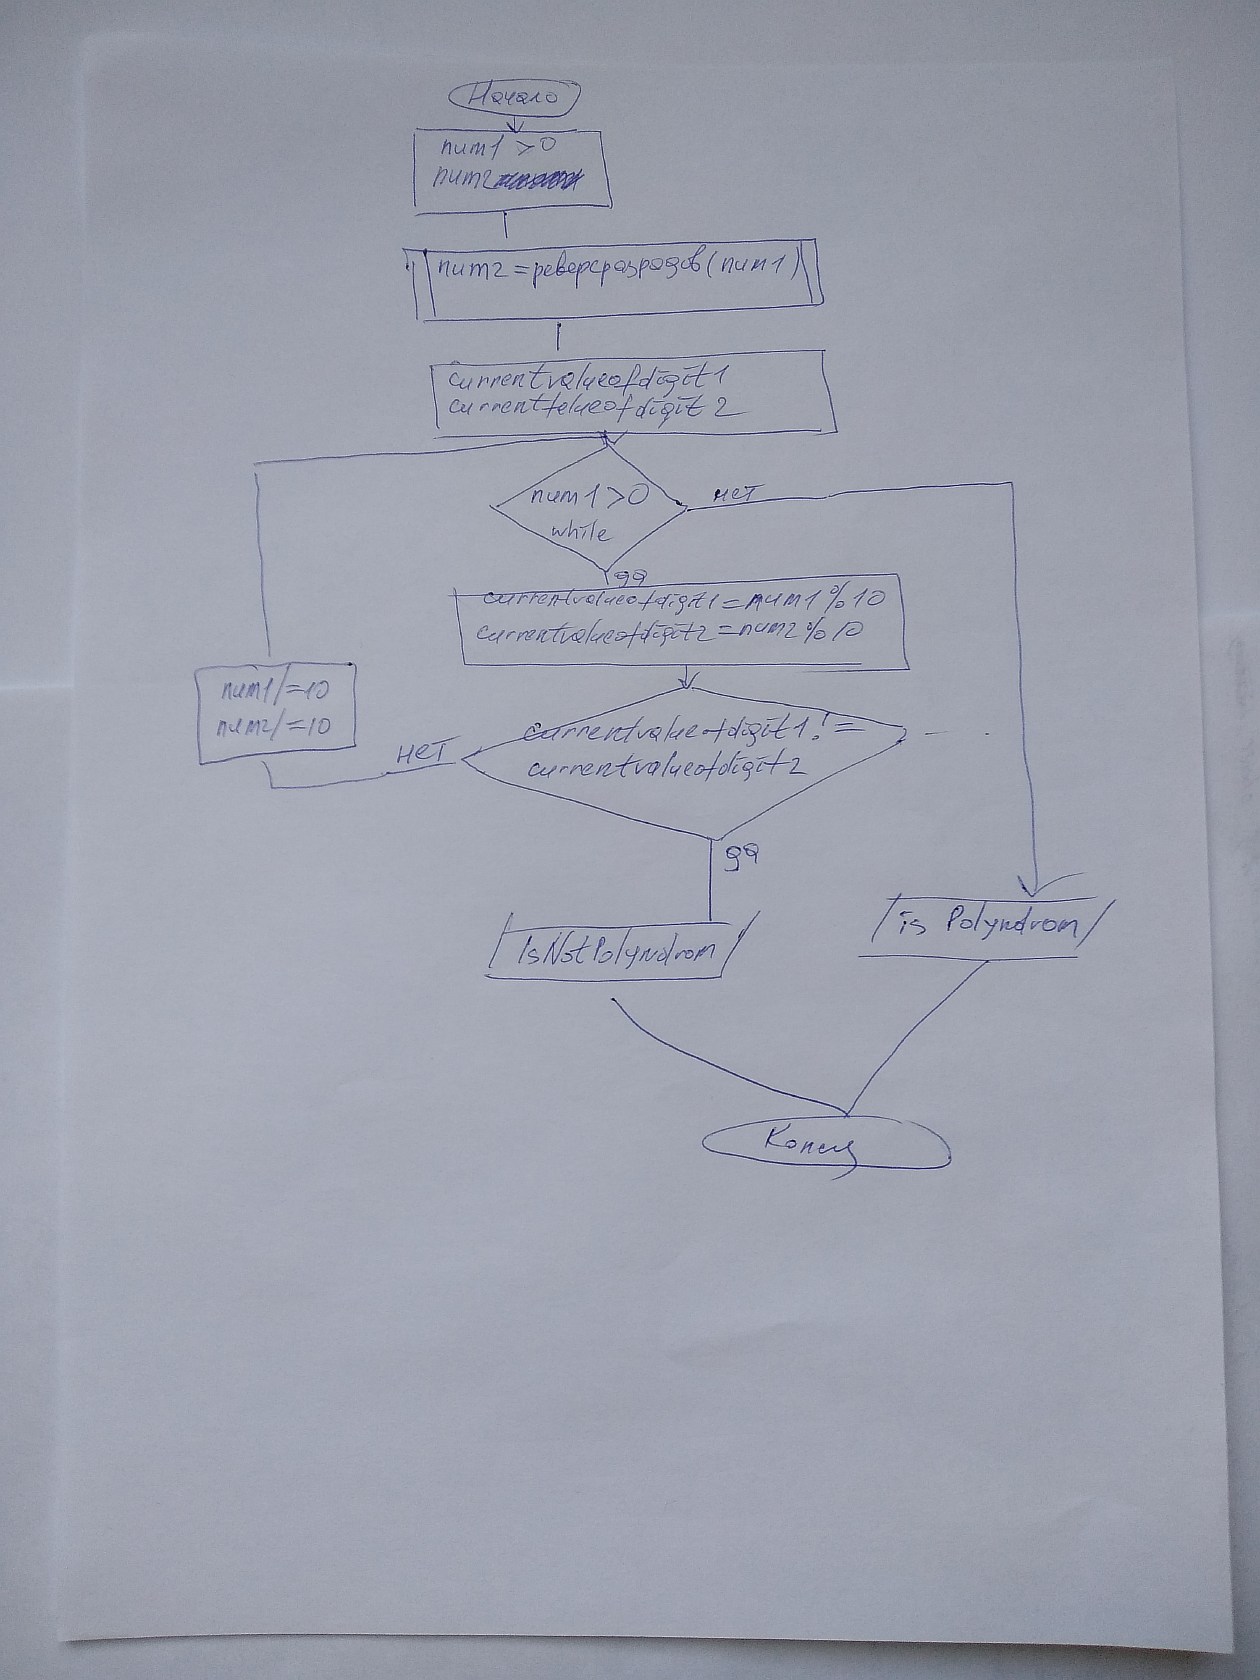 Начало
num1 >0
num2
num2 = реверсразрядов(num1)
currentvalueofdigit1
currentfelueofdigit 2
num1 >0
нет
while
да
currentvalueofdigit1 = num1 % 10
currentvalueofdigit2 = num2 % 10
num1/=10
num2/=10
нет
currentvalueofdigit1 !=
currentvalueofdigit2
да
is Polyndrom
IsNotPolyndrom
Конец